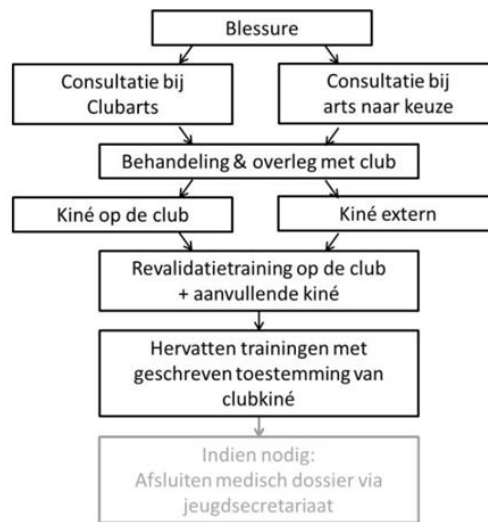 Blessure
Consultatie bij
Clubarts
Consultatie bij
arts naar keuze
Behandeling & overleg met club
Kiné op de club
Kiné extern
Revalidatietraining op de club
+ aanvullende kiné
Hervatten trainingen met
geschreven toestemming van
clubkiné
Indien nodig:
Afsluiten medisch dossier via
jeugdsecretariaat